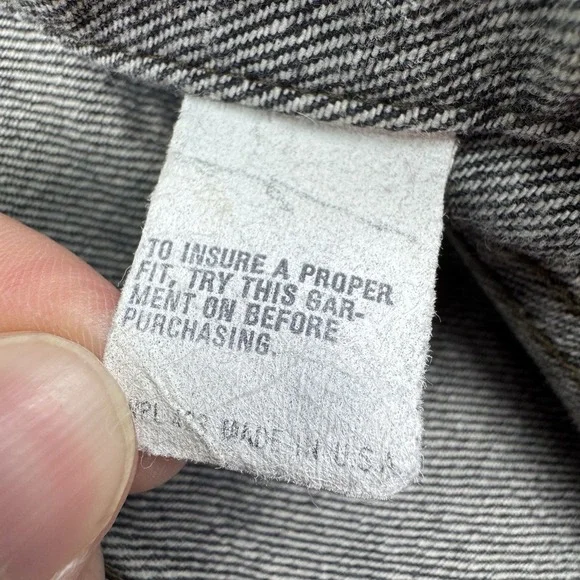 TO INSURE A PROPER
FIT, TRY THIS GAR-
MENT ON BEFORE
PURCHASING.
MADE IN U.S.A.